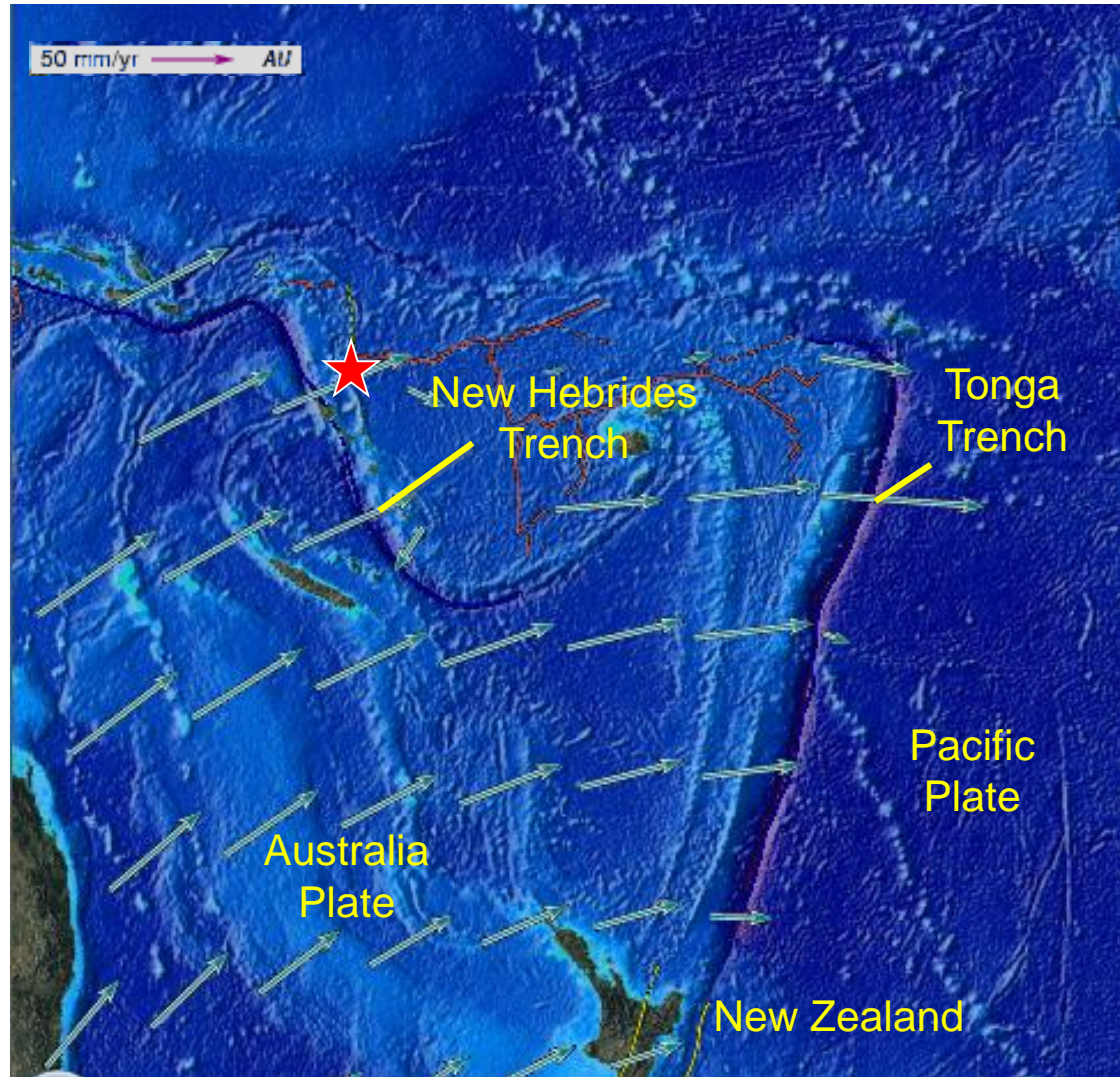 50 mm/yr AU
New Hebrides
Trench
Tonga
Trench
Pacific
Plate
Australia
Plate
New Zealand